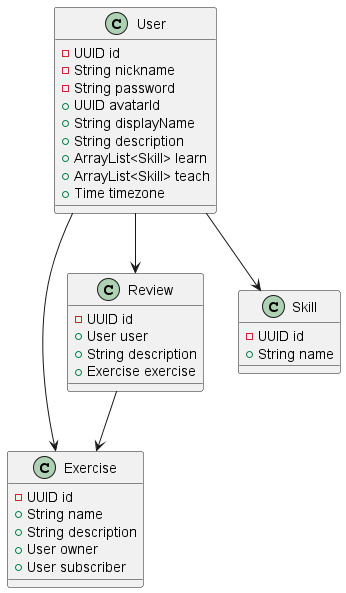 C User
UUID id
String nickname
String password
UUID avatarId
String displayName
String description
ArrayList<Skill> learn
ArrayList<Skill> teach
Time timezone
C Review
UUID id
User user
String description
Exercise exercise
C Skill
UUID id
String name
C Exercise
UUID id
String name
String description
User owner
User subscriber